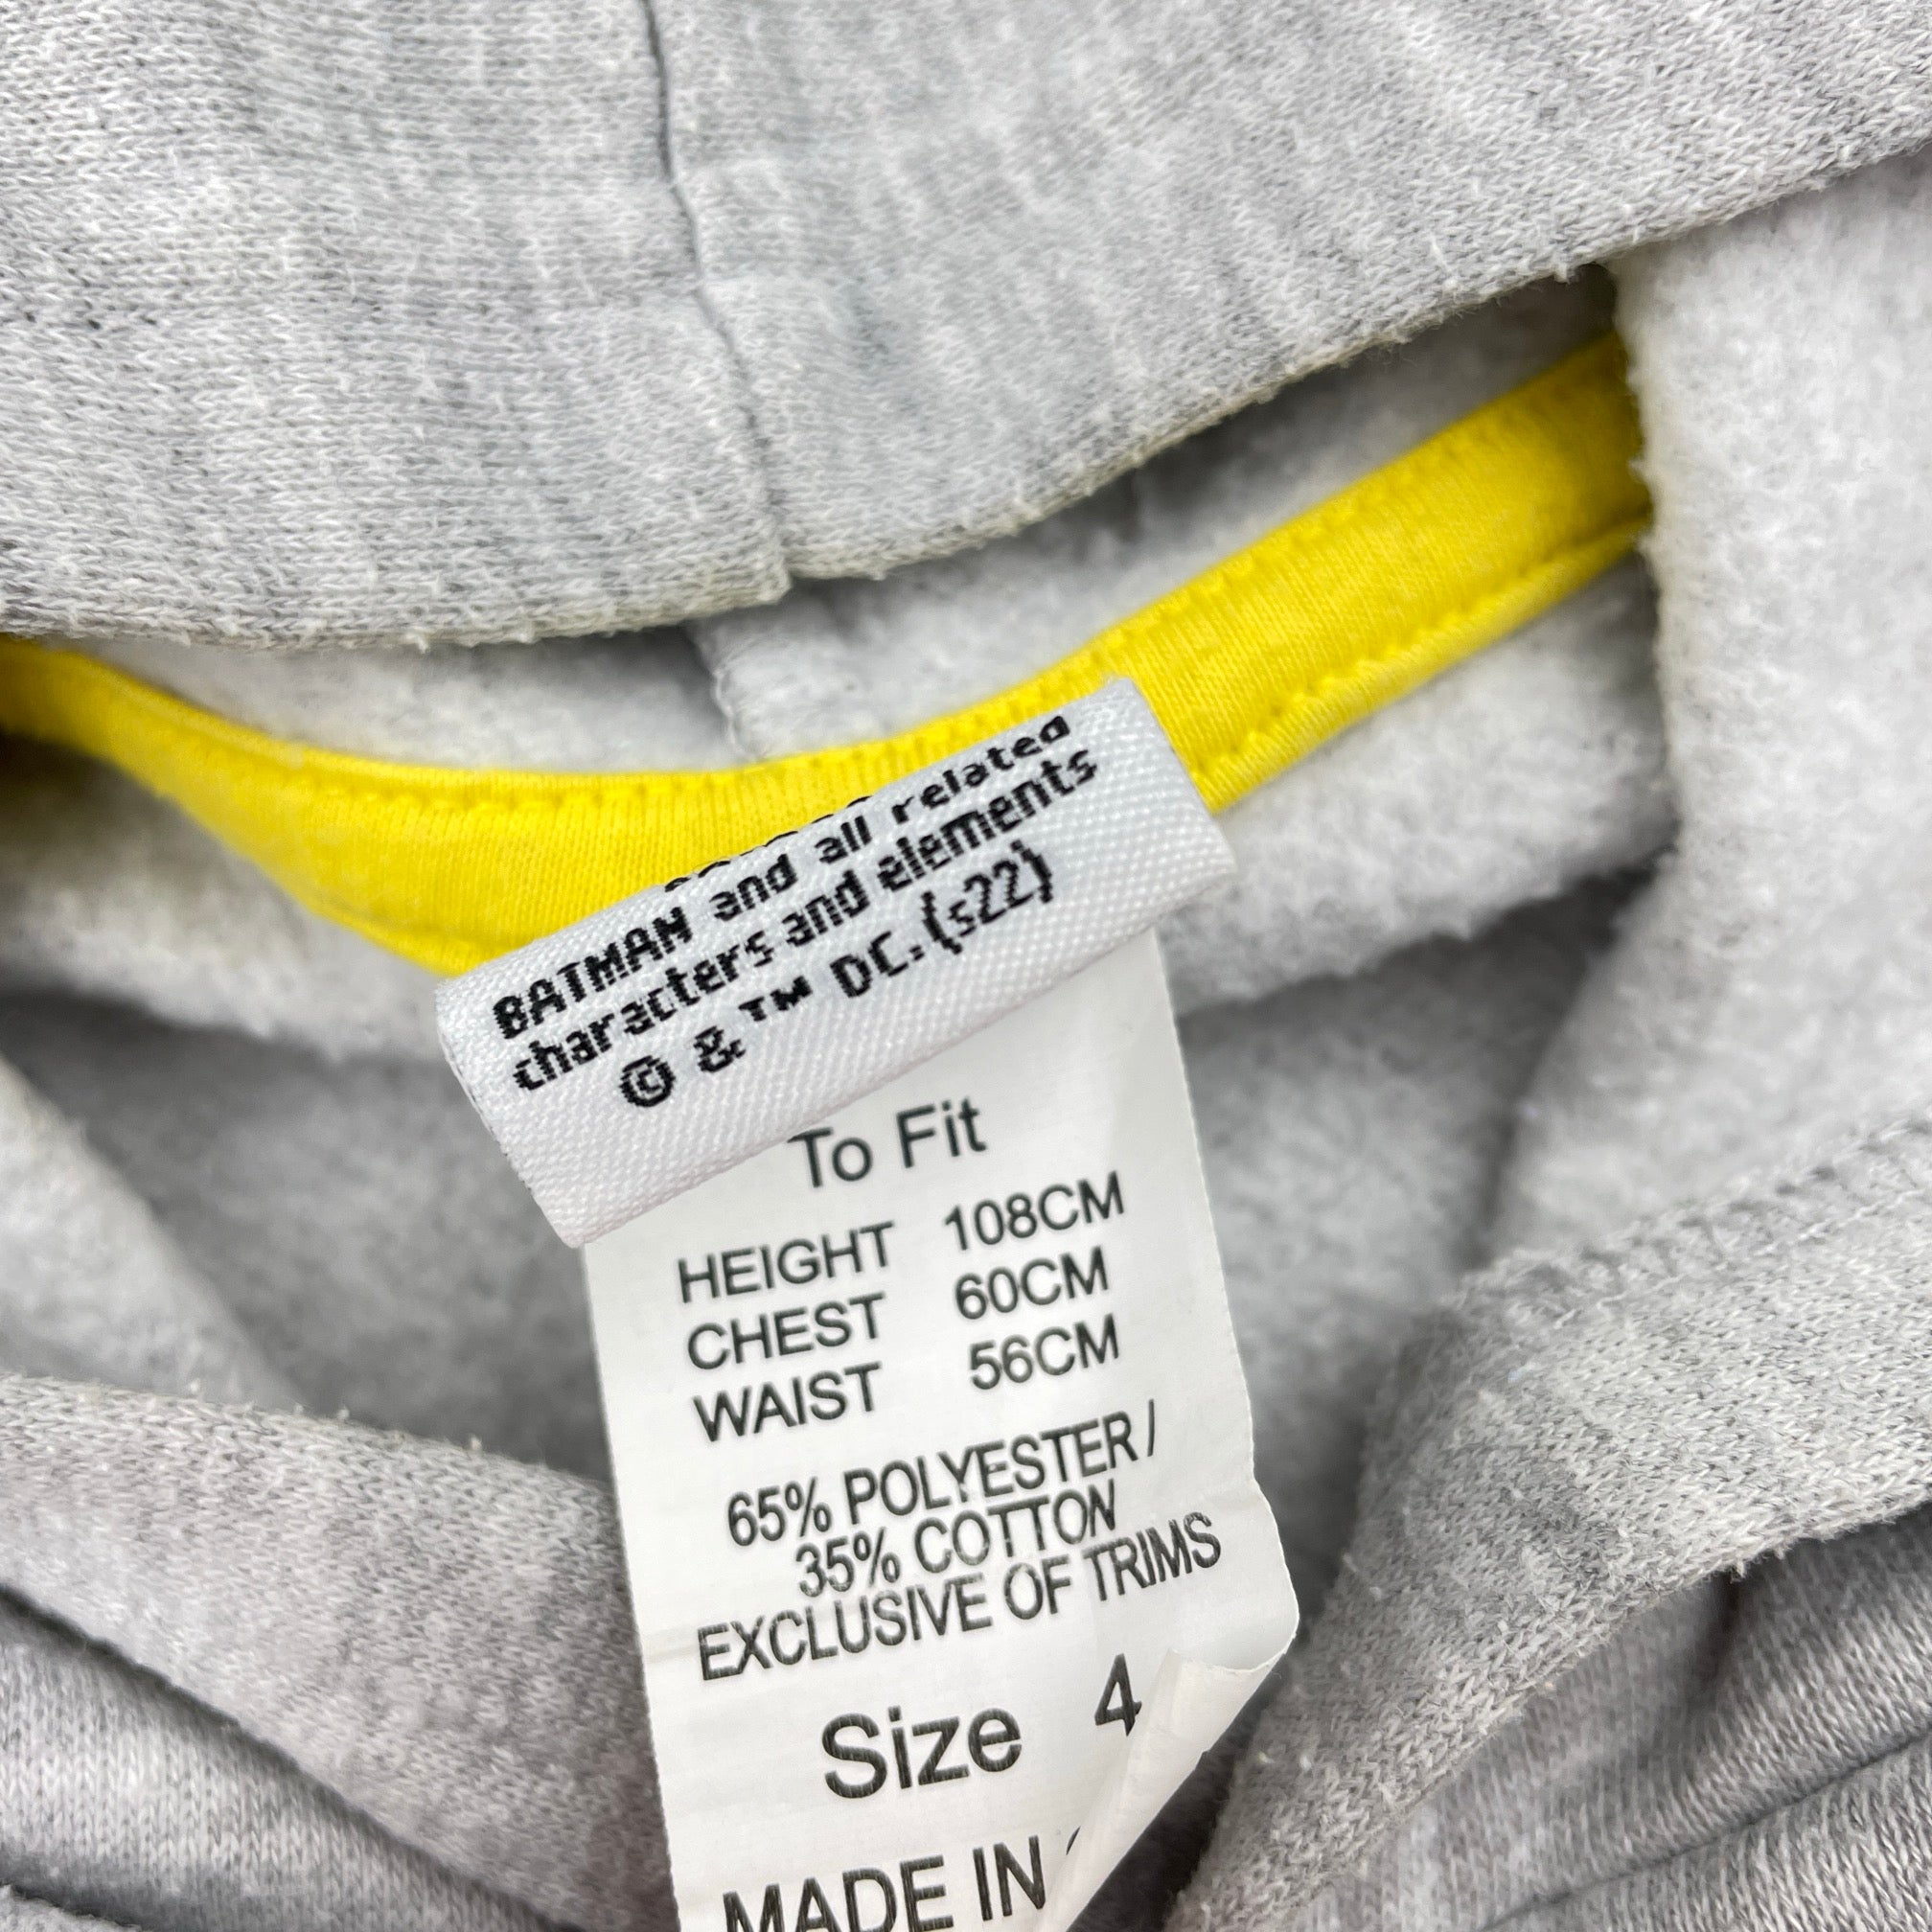 BATMAN and all related
characters and elements
© & ™ DC. (s22)
To Fit
HEIGHT 108CM
CHEST 60CM
WAIST 56CM
65% POLYESTER /
35% COTTON
EXCLUSIVE OF TRIMS
Size 4
MADE IN